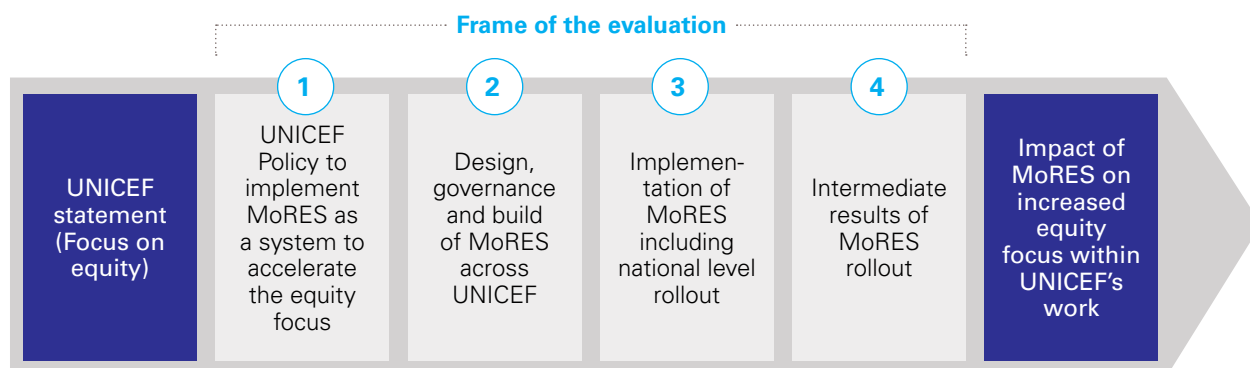 Frame of the evaluation
UNICEF
statement
(Focus on
equity)
1
UNICEF
Policy to
implement
MoRES as
a system to
accelerate
the equity
focus
2
Design,
governance
and build
of MoRES
across
UNICEF
3
Implemen-
tation of
MoRES
including
national level
rollout
4
Intermediate
results of
MoRES
rollout
Impact of
MoRES on
increased
equity
focus within
UNICEF’s
work